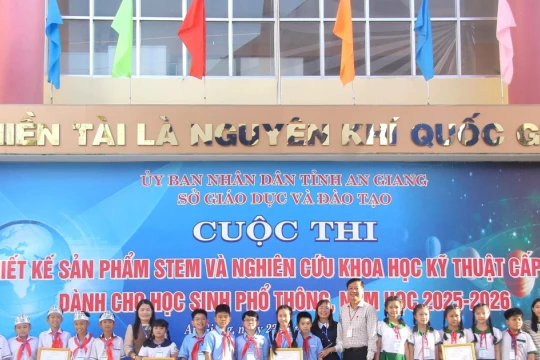 HIỀN TÀI LÀ NGUYÊN KHÍ QUỐC G
ỦY BAN NHÂN DÂN TỈNH AN GIANG
SỞ GIÁO DỤC VÀ ĐÀO TẠO
CUỘC THI
IẾT KẾ SẢN PHẨM STEM VÀ NGHIÊN CỨU KHOA HỌC KỸ THUẬT CẤP
DÀNH CHO HỌC SINH PHỔ THÔNG, NĂM HỌC 2025-2026